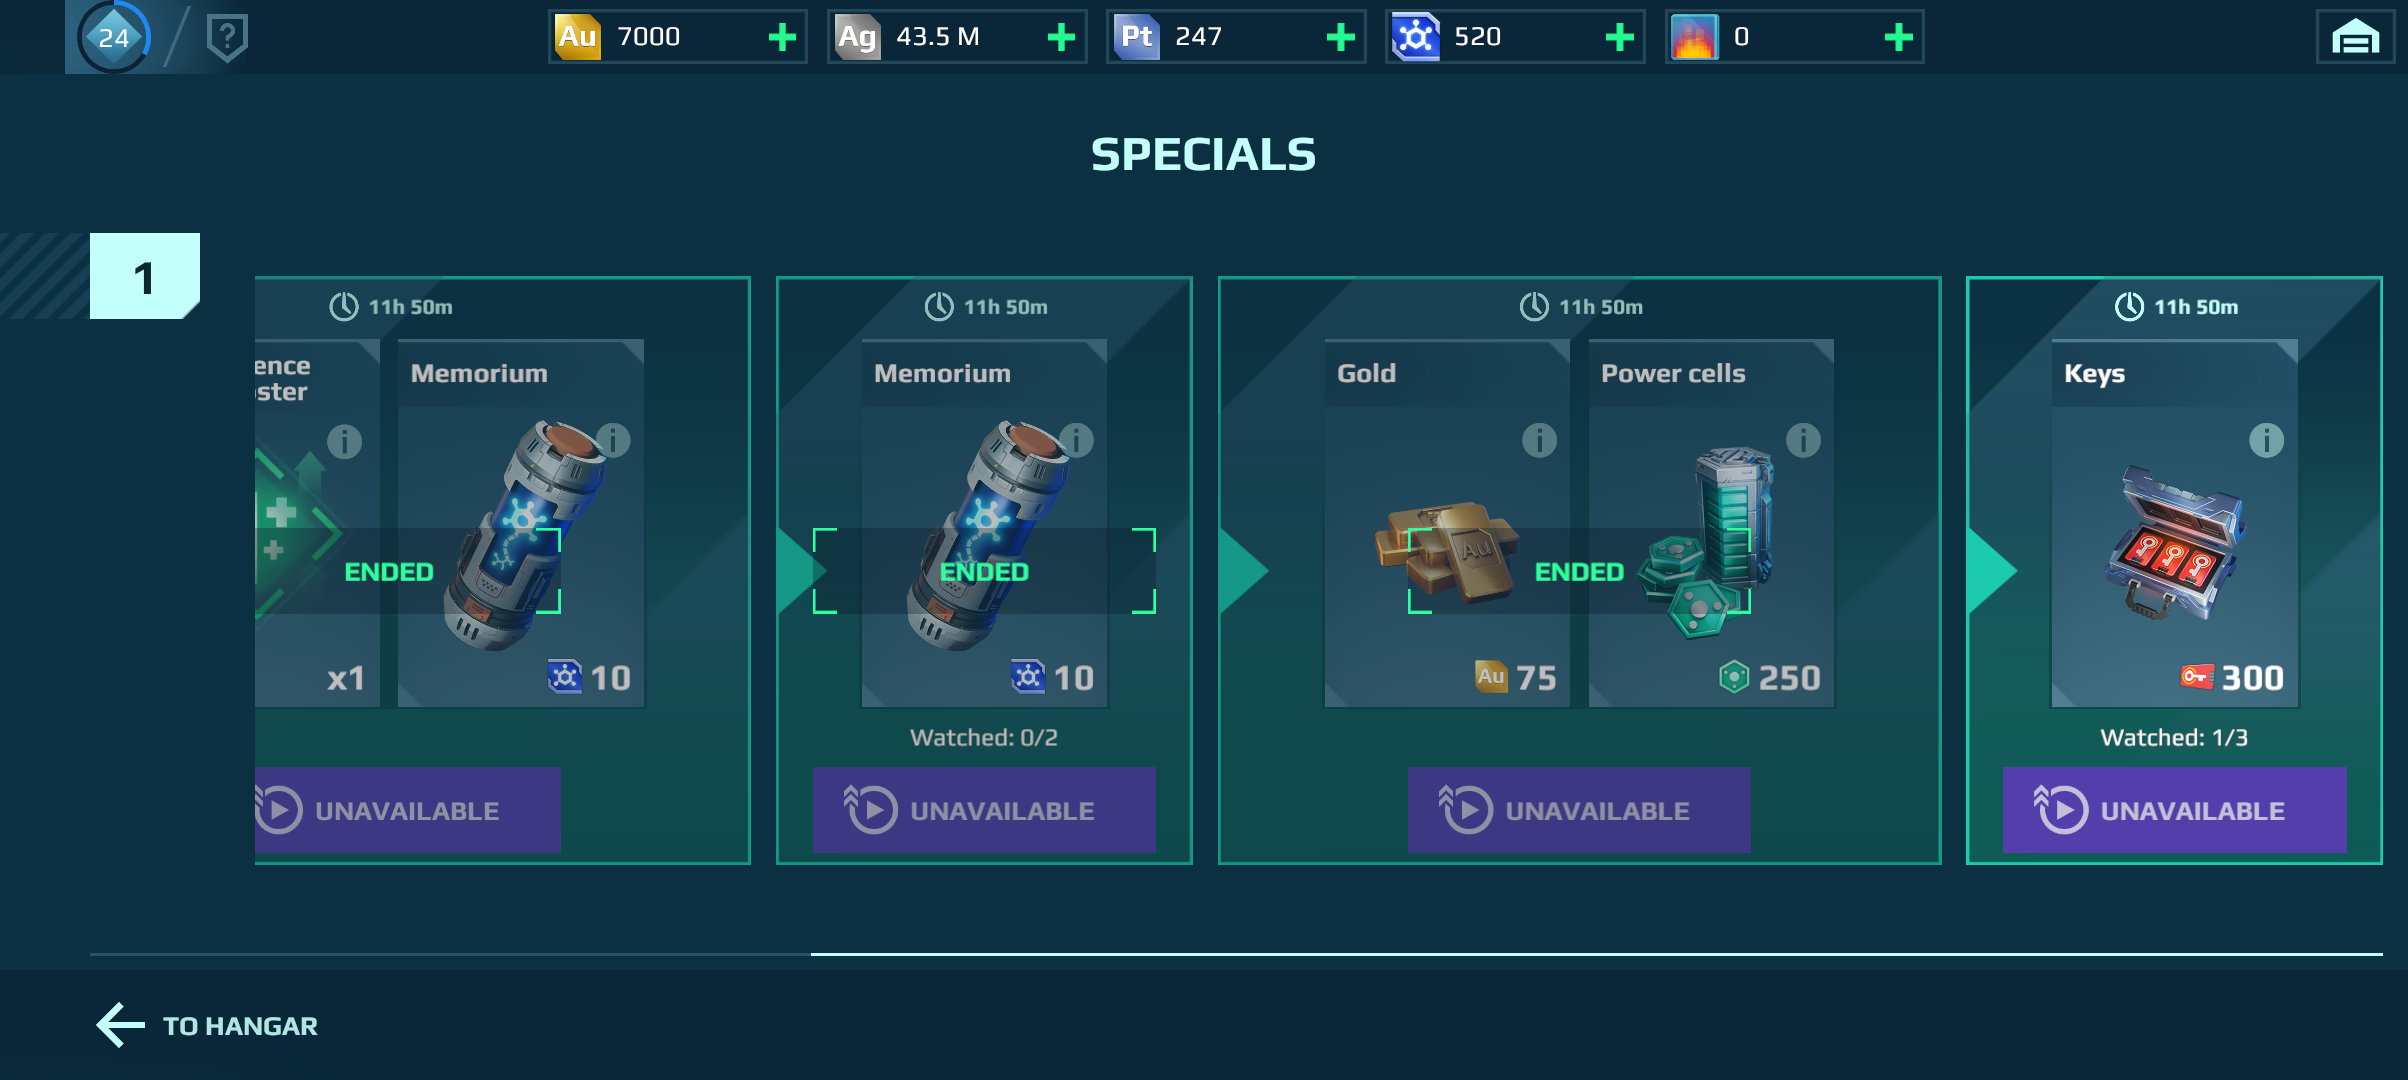 24
?
Au 7000
Ag 43.5 M
Pt 247
520
0
SPECIALS
1
11h 50m
ence
oster
x1
Memorium
10
ENDED
UNAVAILABLE
11h 50m
Memorium
ENDED
10
Watched: 0/2
UNAVAILABLE
11h 50m
Gold
Au
Au 75
Power cells
250
ENDED
UNAVAILABLE
11h 50m
Keys
300
Watched: 1/3
UNAVAILABLE
TO HANGAR